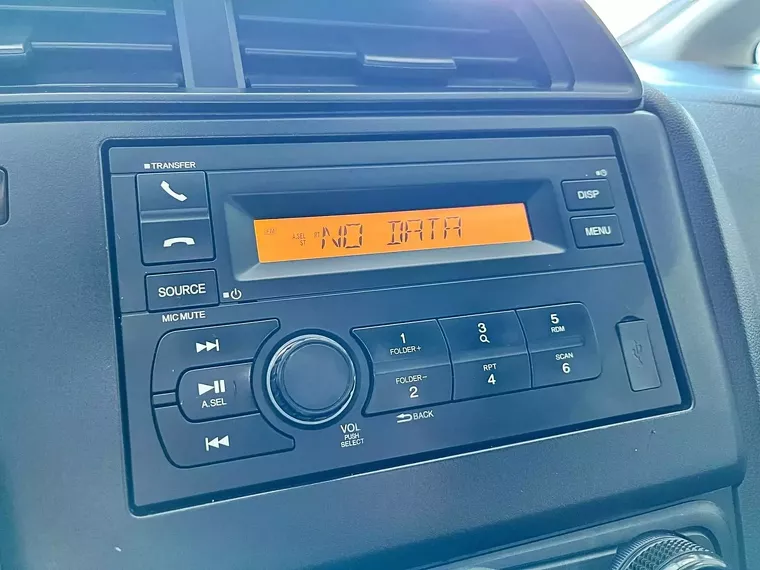 TRANSFER
DISP
A.SEL
ST
BT
NO DATA
MENU
SOURCE
MIC MUTE
A.SEL
VOL
PUSH
SELECT
1
FOLDER+
FOLDER−
2
BACK
3
RPT
4
5
RDM
SCAN
6